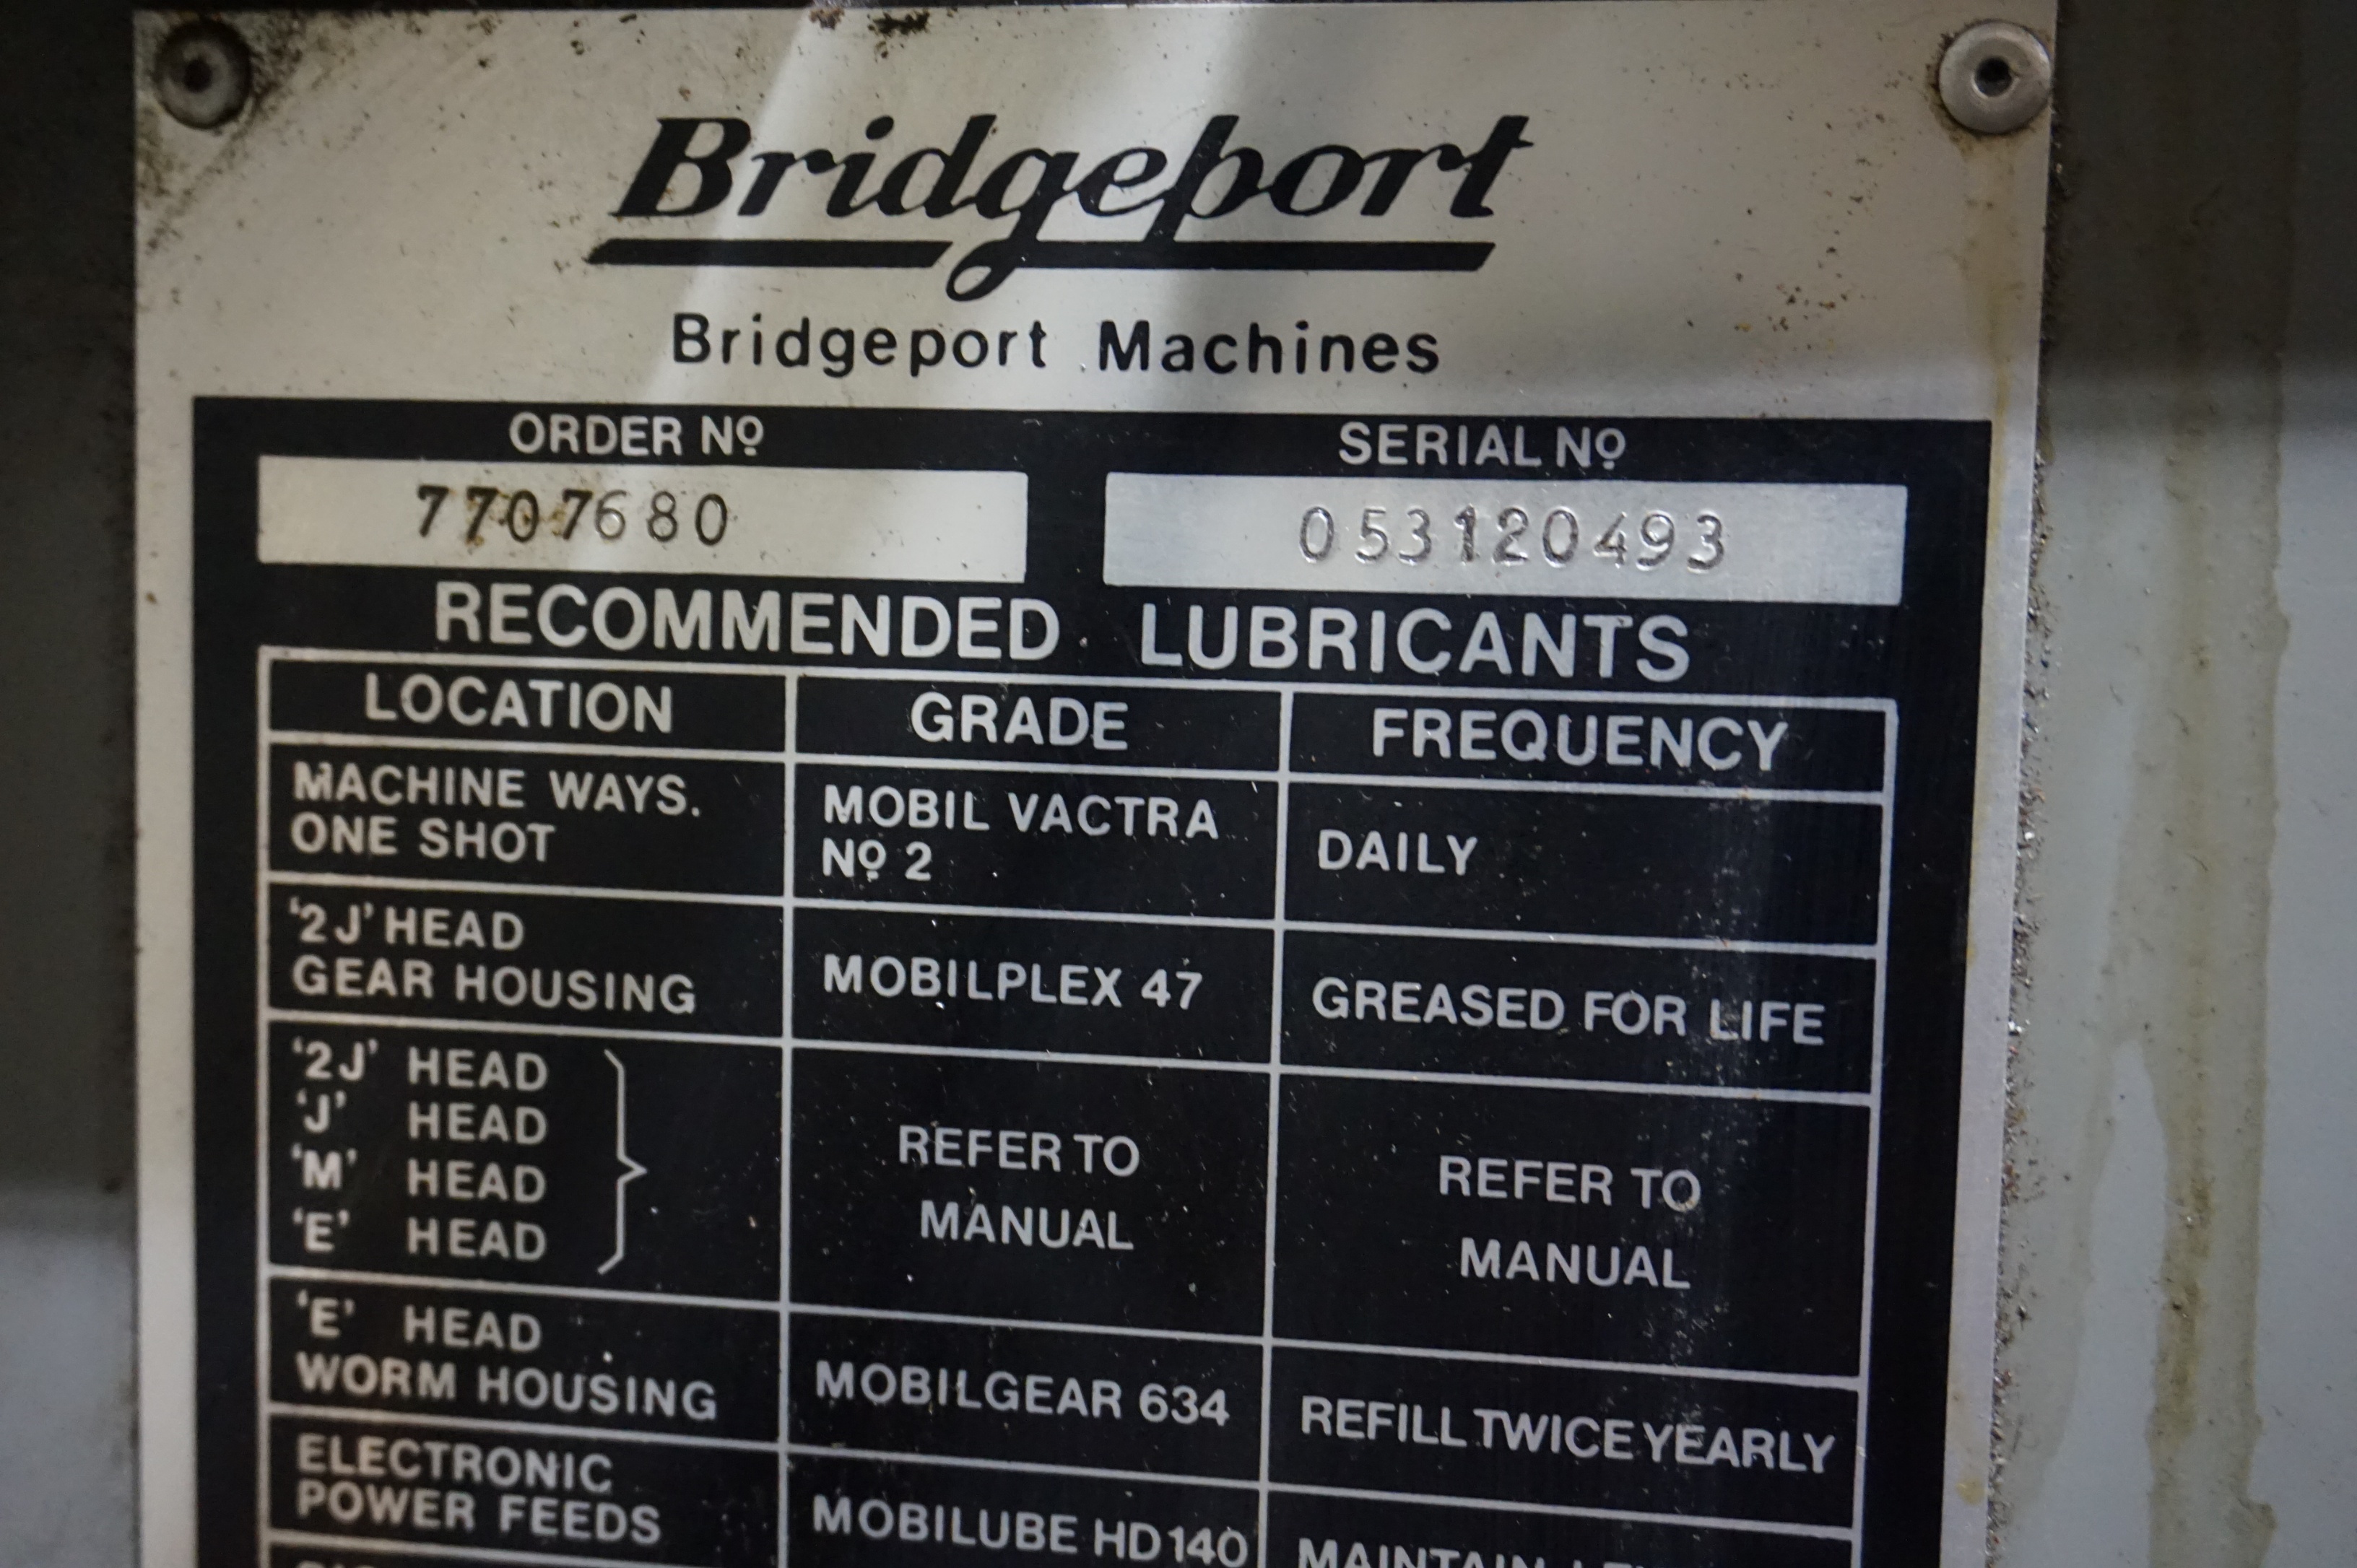 Bridgeport
Bridgeport Machines
ORDER Nº SERIAL Nº
7707680 053120493
RECOMMENDED LUBRICANTS
LOCATION GRADE FREQUENCY
MACHINE WAYS.
ONE SHOT
MOBIL VACTRA
Nº 2
DAILY
'2J' HEAD
GEAR HOUSING
MOBILPLEX 47
GREASED FOR LIFE
'2J' HEAD
'J' HEAD
'M' HEAD
'E' HEAD
REFER TO
MANUAL
REFER TO
MANUAL
'E' HEAD
WORM HOUSING
MOBILGEAR 634
REFILL TWICE YEARLY
ELECTRONIC
POWER FEEDS
MOBILUBE HD140
MAINTAIN